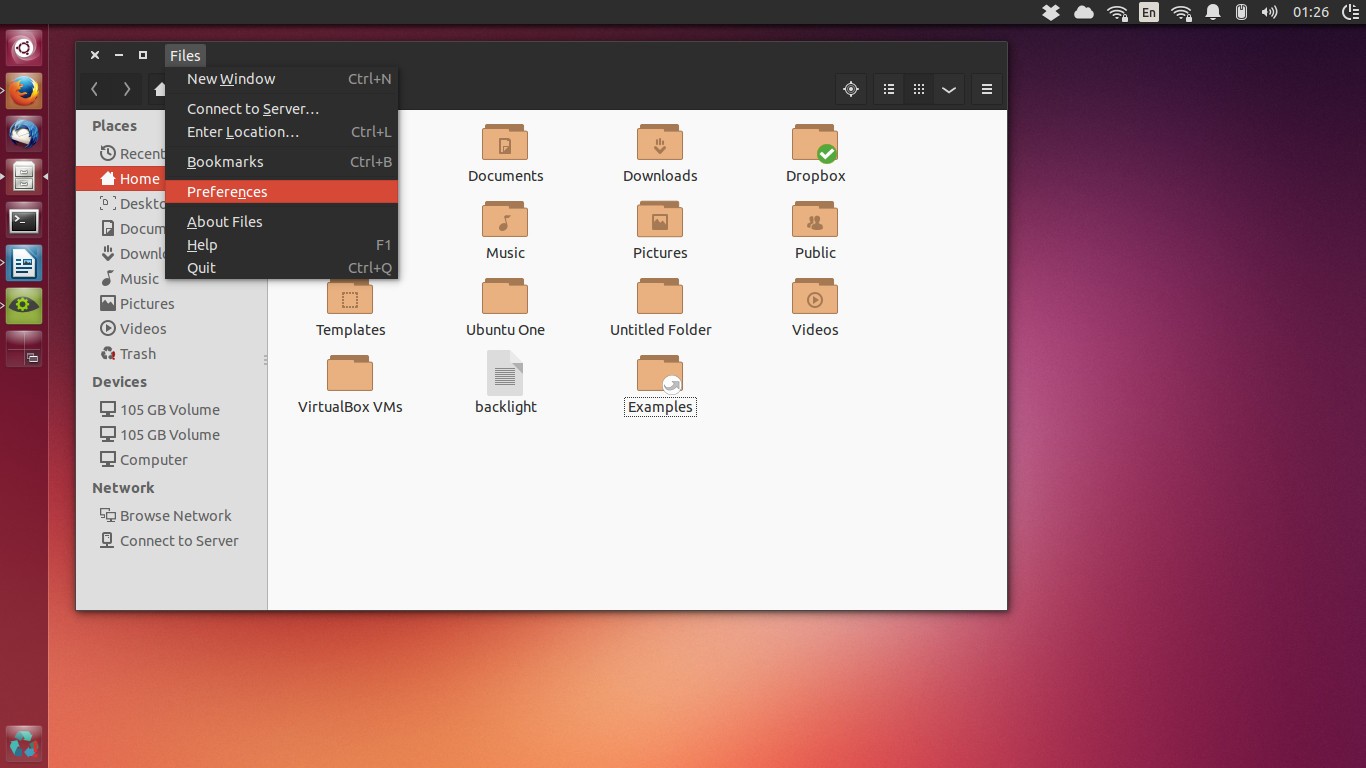 En
01:26
Files
New Window Ctrl+N
Connect to Server...
Enter Location... Ctrl+L
Bookmarks Ctrl+B
Preferences
About Files
Help F1
Quit Ctrl+Q
Places
Recent
Home
Deskto
Docum
Downlo
Music
Pictures
Videos
Trash
Devices
105 GB Volume
105 GB Volume
Computer
Network
Browse Network
Connect to Server
Documents
Downloads
Dropbox
Music
Pictures
Public
Templates
Ubuntu One
Untitled Folder
Videos
VirtualBox VMs
backlight
Examples